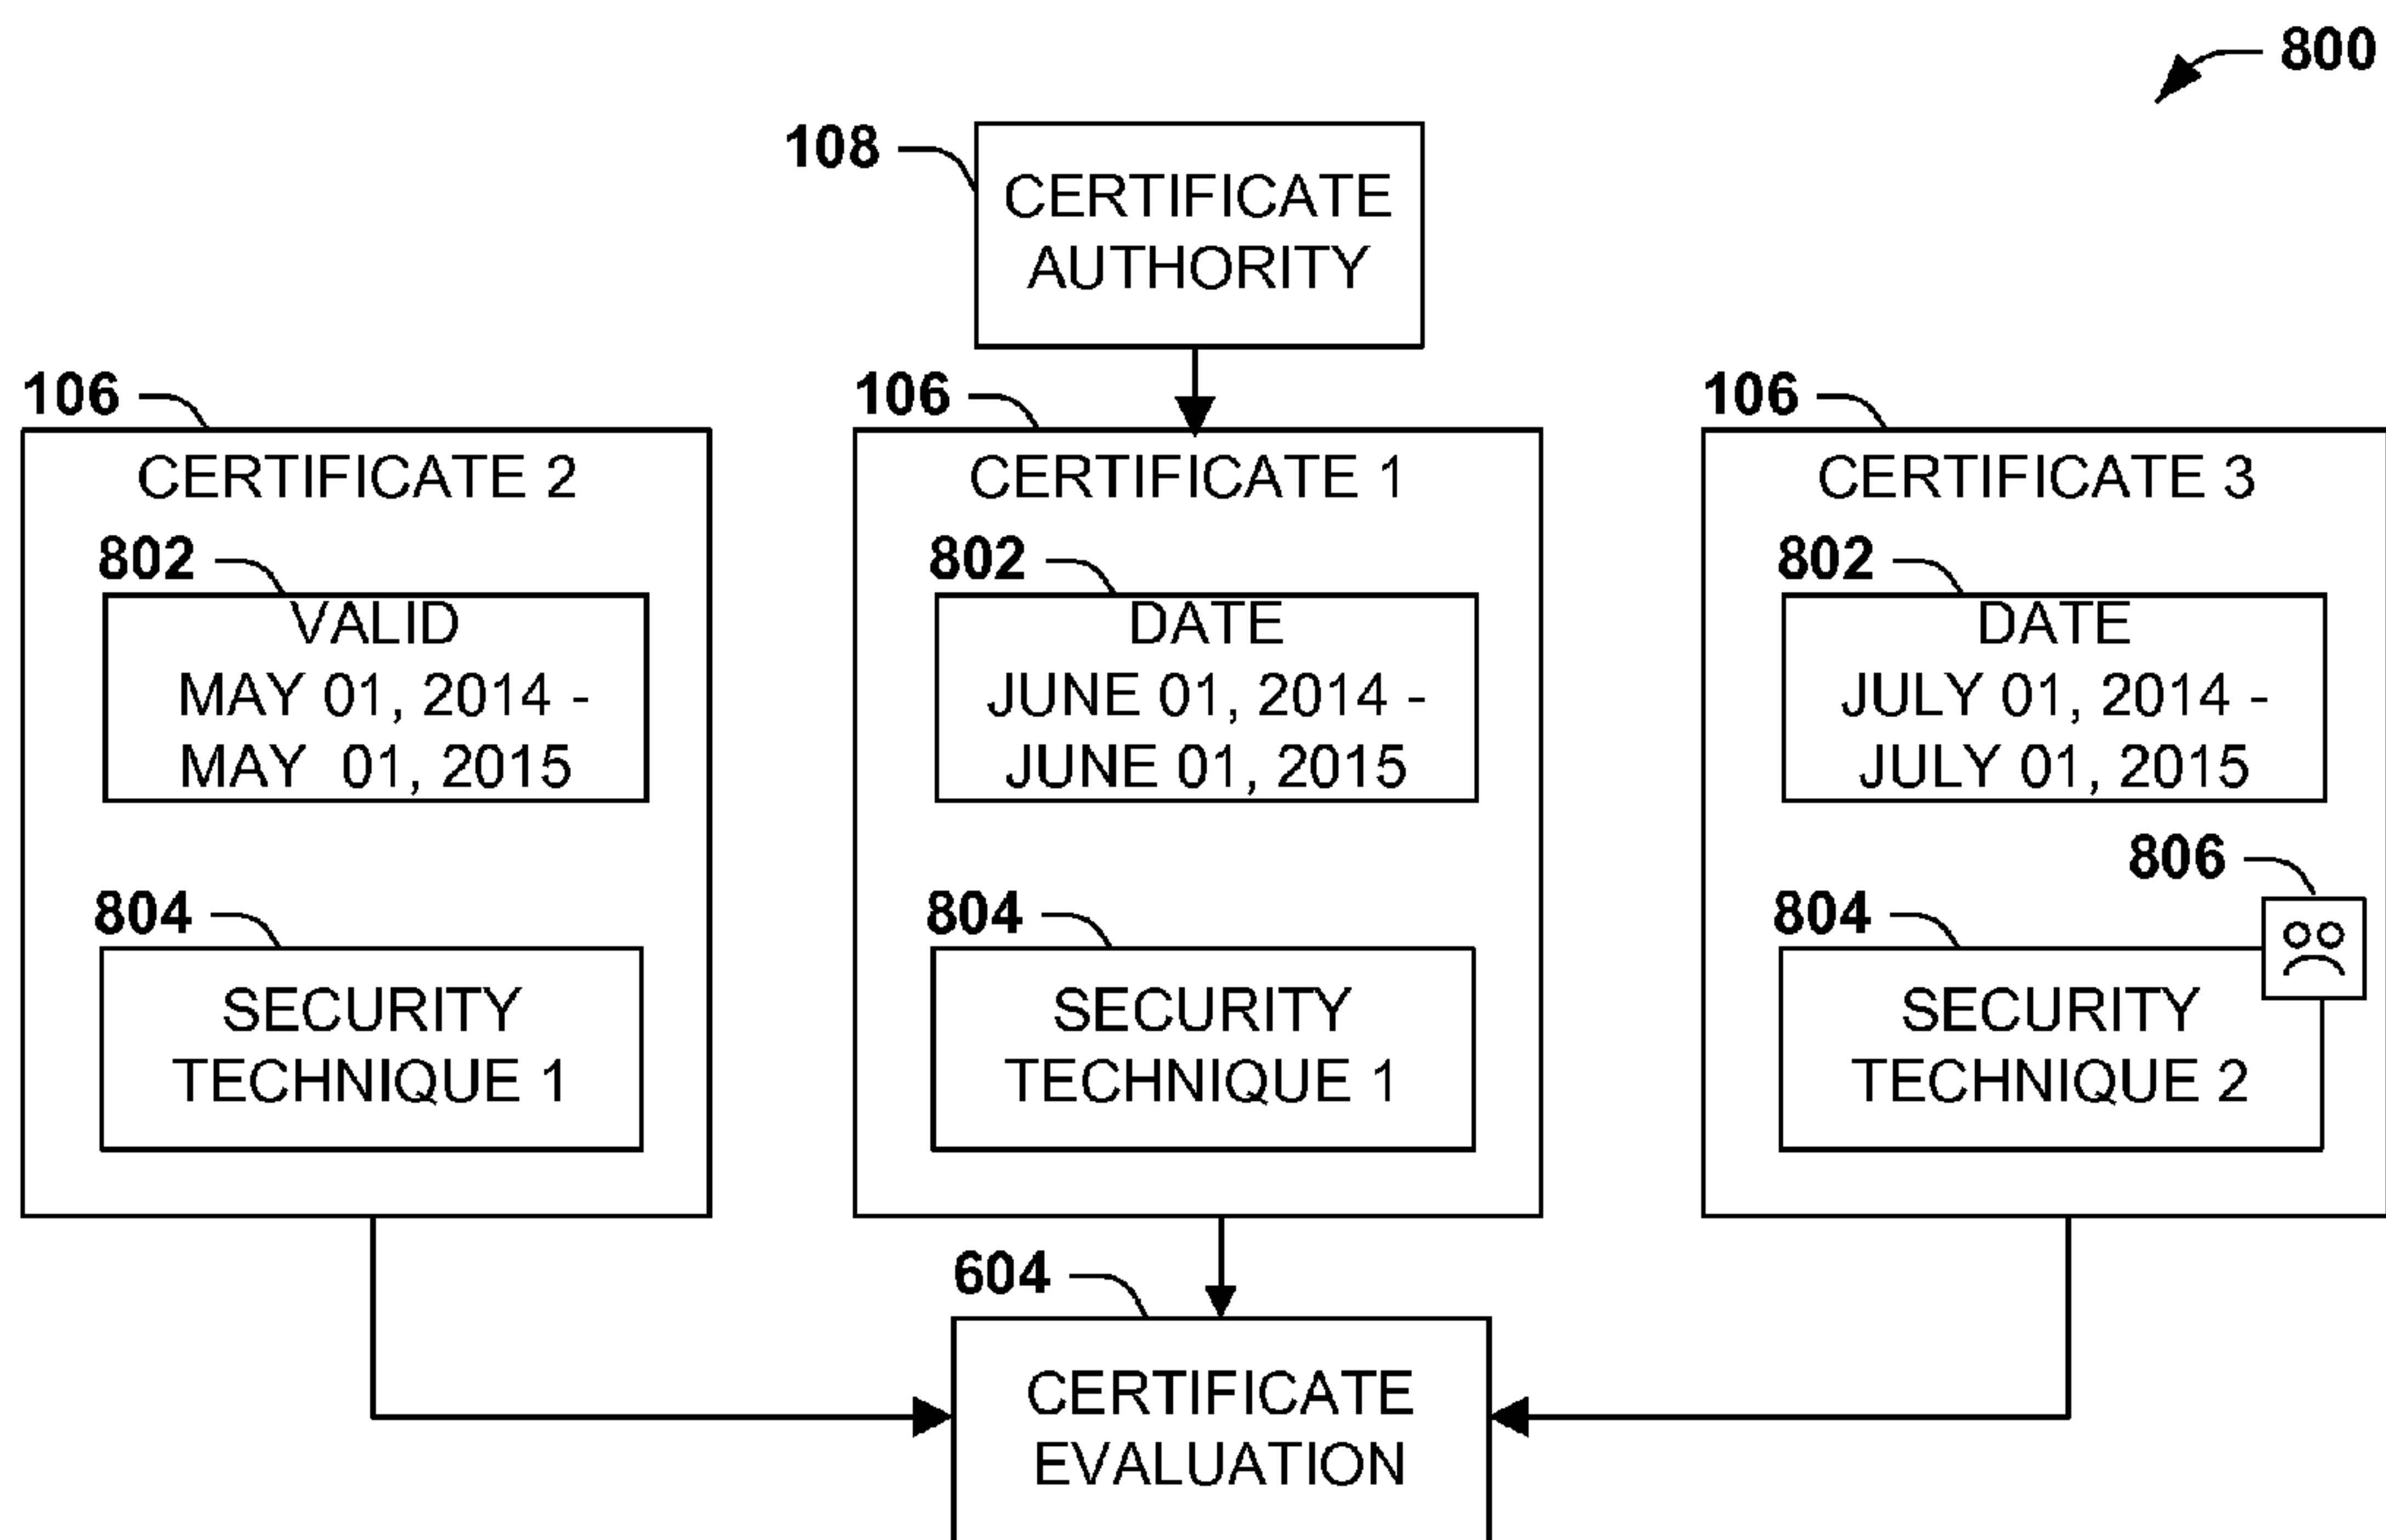 800
108
CERTIFICATE
AUTHORITY
106
CERTIFICATE 2
802
VALID
MAY 01, 2014 -
MAY 01, 2015
804
SECURITY
TECHNIQUE 1
106
CERTIFICATE 1
802
DATE
JUNE 01, 2014 -
JUNE 01, 2015
804
SECURITY
TECHNIQUE 1
106
CERTIFICATE 3
802
DATE
JULY 01, 2014 -
JULY 01, 2015
806
804
SECURITY
TECHNIQUE 2
604
CERTIFICATE
EVALUATION